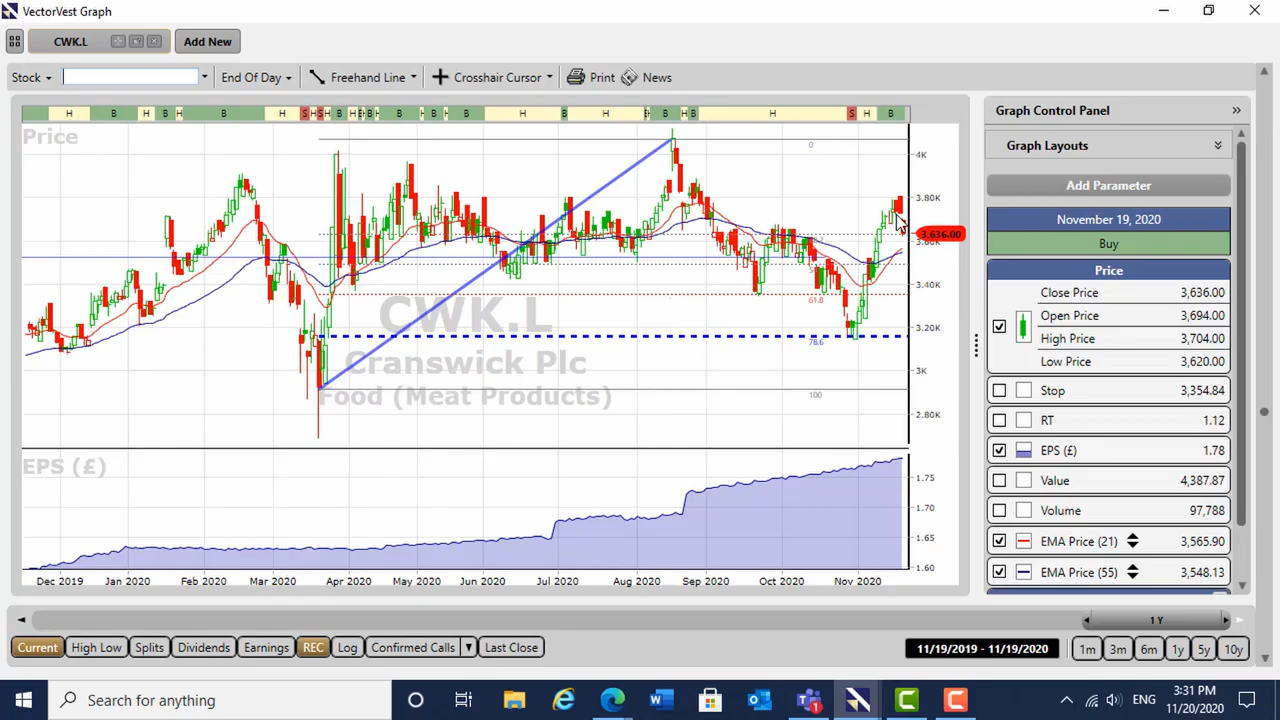 VectorVest Graph
CWK.L
Add New
Stock
End Of Day
Freehand Line
Crosshair Cursor
Print
News
H B H B H B H S H S H B H B H B H B H B H B H B H B H S H B
Price
0
61.8
78.6
100
CWK.L
Cranswick Plc
Food (Meat Products)
4K
3.80K
3,636.00
3.40K
3.20K
3K
2.80K
EPS (£)
1.75
1.70
1.65
1.60
Dec 2019 Jan 2020 Feb 2020 Mar 2020 Apr 2020 May 2020 Jun 2020 Jul 2020 Aug 2020 Sep 2020 Oct 2020 Nov 2020
Graph Control Panel
Graph Layouts
Add Parameter
November 19, 2020
Buy
Price
Close Price 3,636.00
Open Price 3,694.00
High Price 3,704.00
Low Price 3,620.00
Stop 3,354.84
RT 1.12
EPS (£) 1.78
Value 4,387.87
Volume 97,788
EMA Price (21) 3,565.90
EMA Price (55) 3,548.13
1 Y
Current High Low Splits Dividends Earnings REC Log Confirmed Calls Last Close
11/19/2019 - 11/19/2020
1m 3m 6m 1y 5y 10y
Search for anything
ENG
3:31 PM
11/20/2020